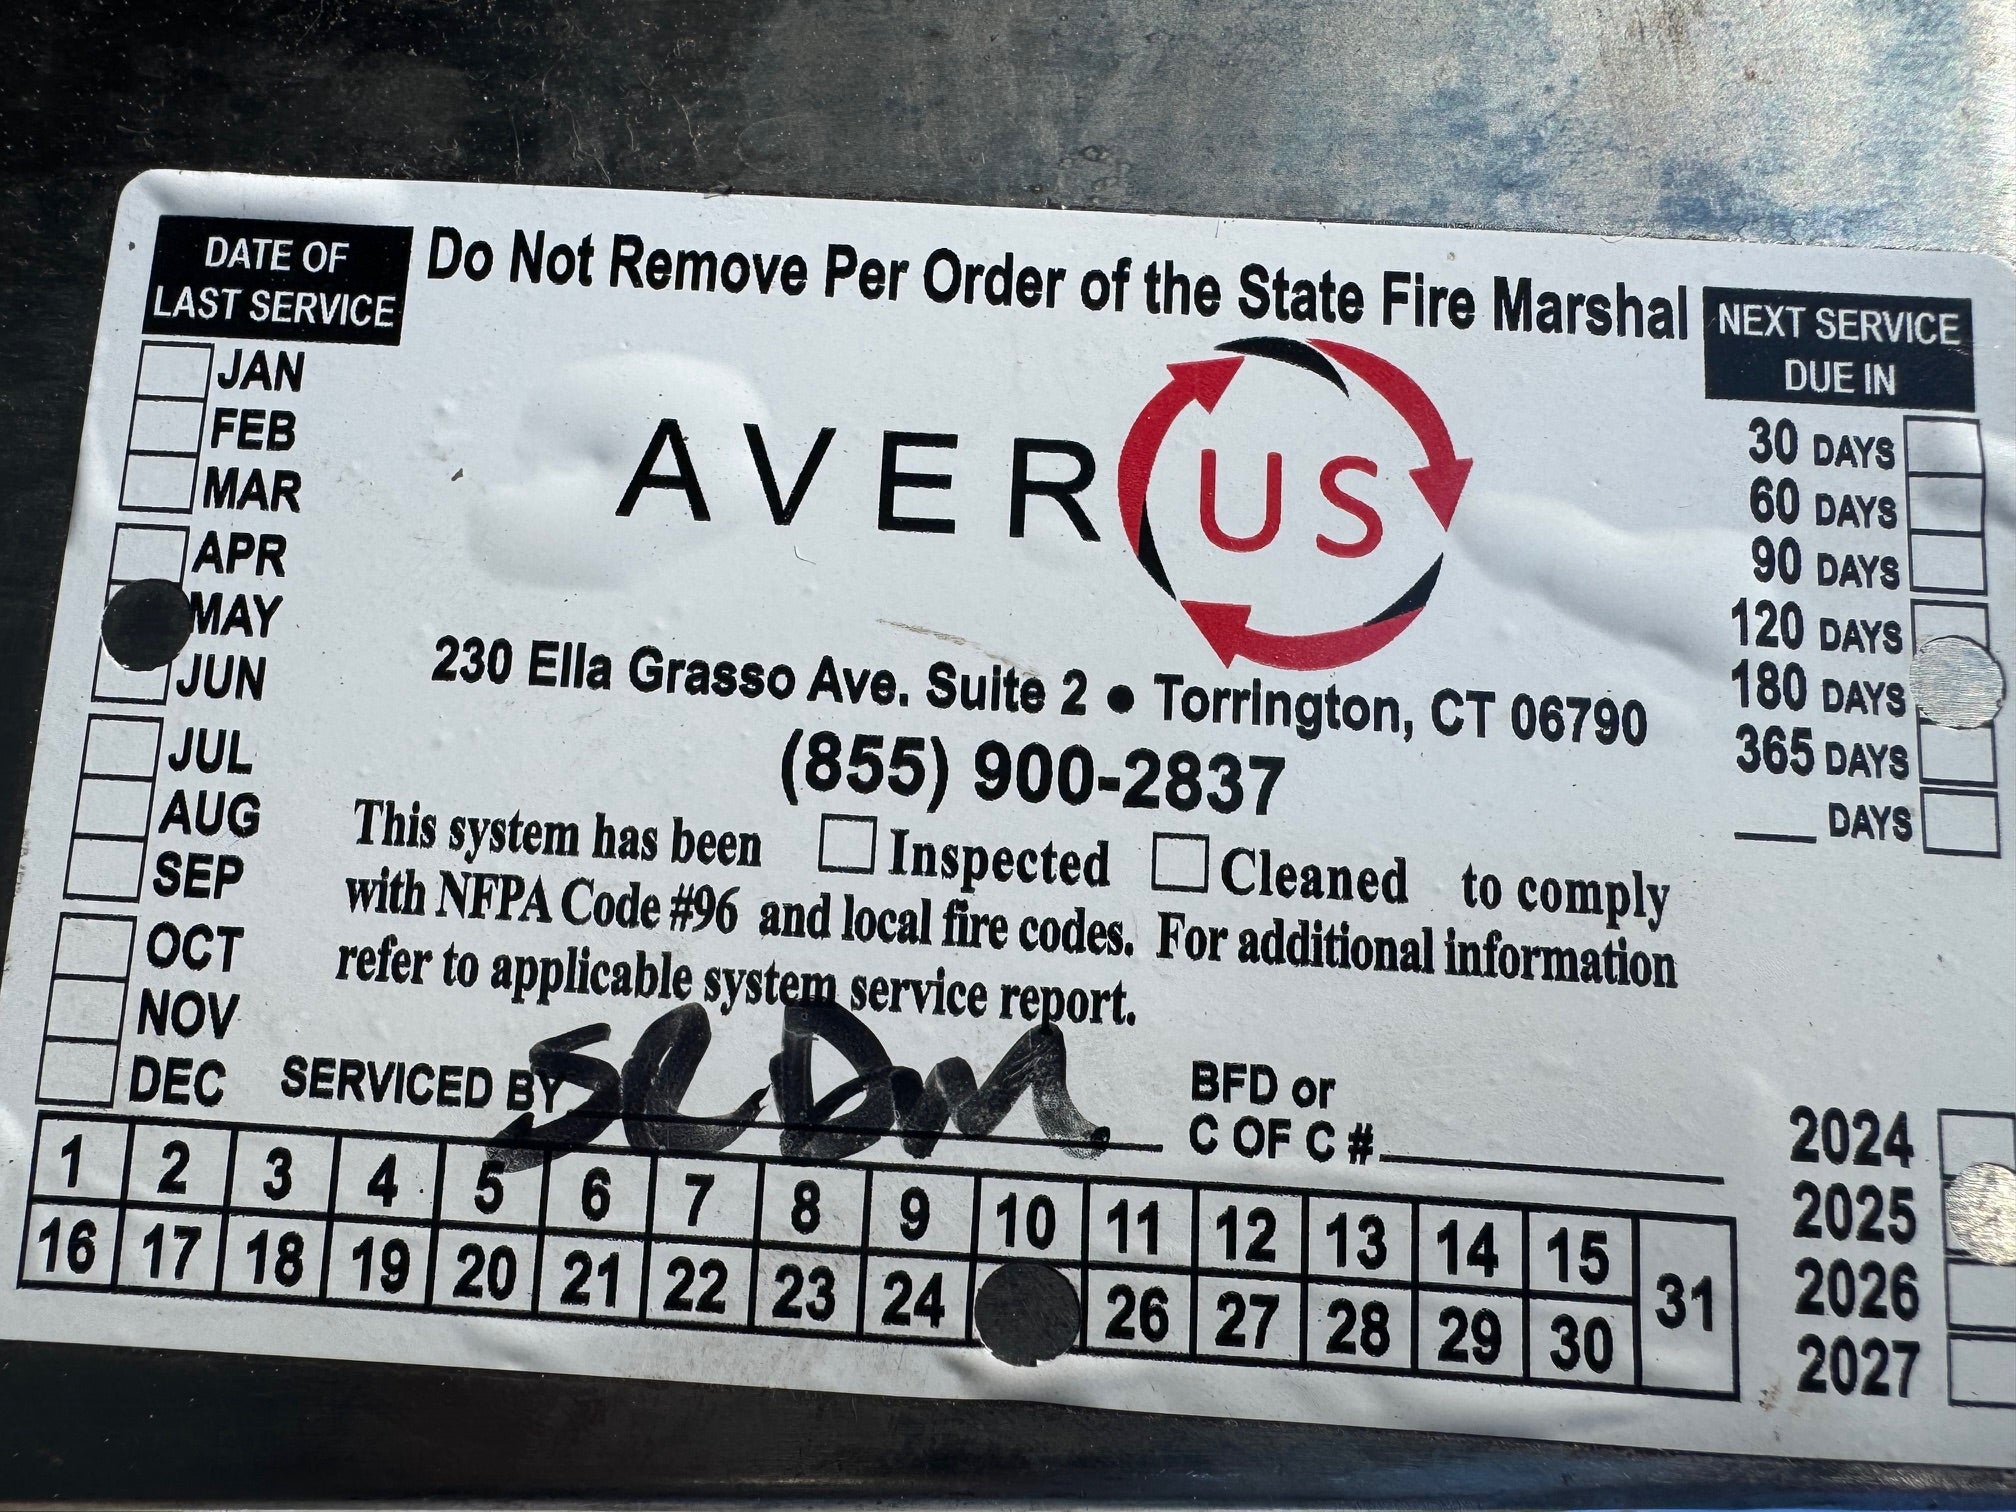 DATE OF
LAST SERVICE
Do Not Remove Per Order of the State Fire Marshal
NEXT SERVICE
DUE IN
JAN
FEB
MAR
APR
MAY
JUN
JUL
AUG
SEP
OCT
NOV
DEC
AVERUS
230 Ella Grasso Ave. Suite 2 • Torrington, CT 06790
(855) 900-2837
This system has been Inspected Cleaned to comply
with NFPA Code #96 and local fire codes. For additional information
refer to applicable system service report.
SERVICED BY
BFD or
C OF C #
30 DAYS
60 DAYS
90 DAYS
120 DAYS
180 DAYS
365 DAYS
___ DAYS
2024
2025
2026
2027
1 2 3 4 5 6 7 8 9 10 11 12 13 14 15 31
16 17 18 19 20 21 22 23 24 26 27 28 29 30